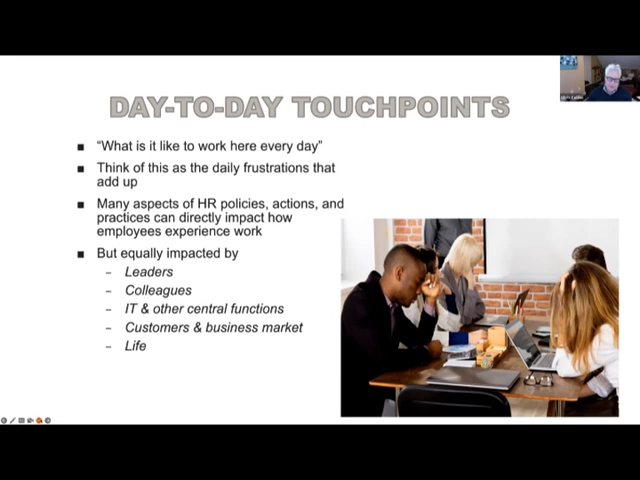 DAY-TO-DAY TOUCHPOINTS
■ “What is it like to work here every day”
■ Think of this as the daily frustrations that
add up
■ Many aspects of HR policies, actions, and
practices can directly impact how
employees experience work
■ But equally impacted by
– Leaders
– Colleagues
– IT & other central functions
– Customers & business market
– Life